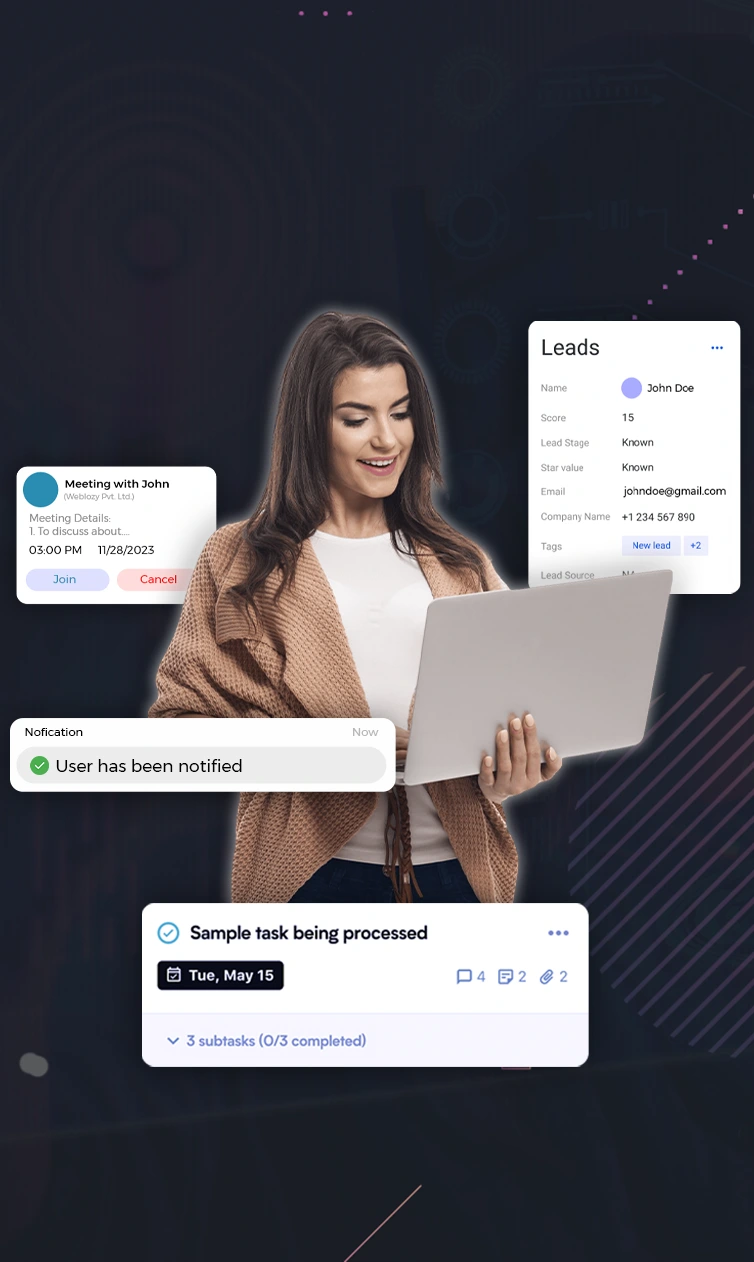 Leads
Name John Doe
Score 15
Lead Stage Known
Star value Known
Email johndoe@gmail.com
Company Name +1 234 567 890
Tags New lead +2
Lead Source
Meeting with John
(Weblozy Pvt. Ltd.)
Meeting Details:
1. To discuss about....
03:00 PM 11/28/2023
Join Cancel
Nofication Now
User has been notified
Sample task being processed
Tue, May 15 4 2 2
3 subtasks (0/3 completed)